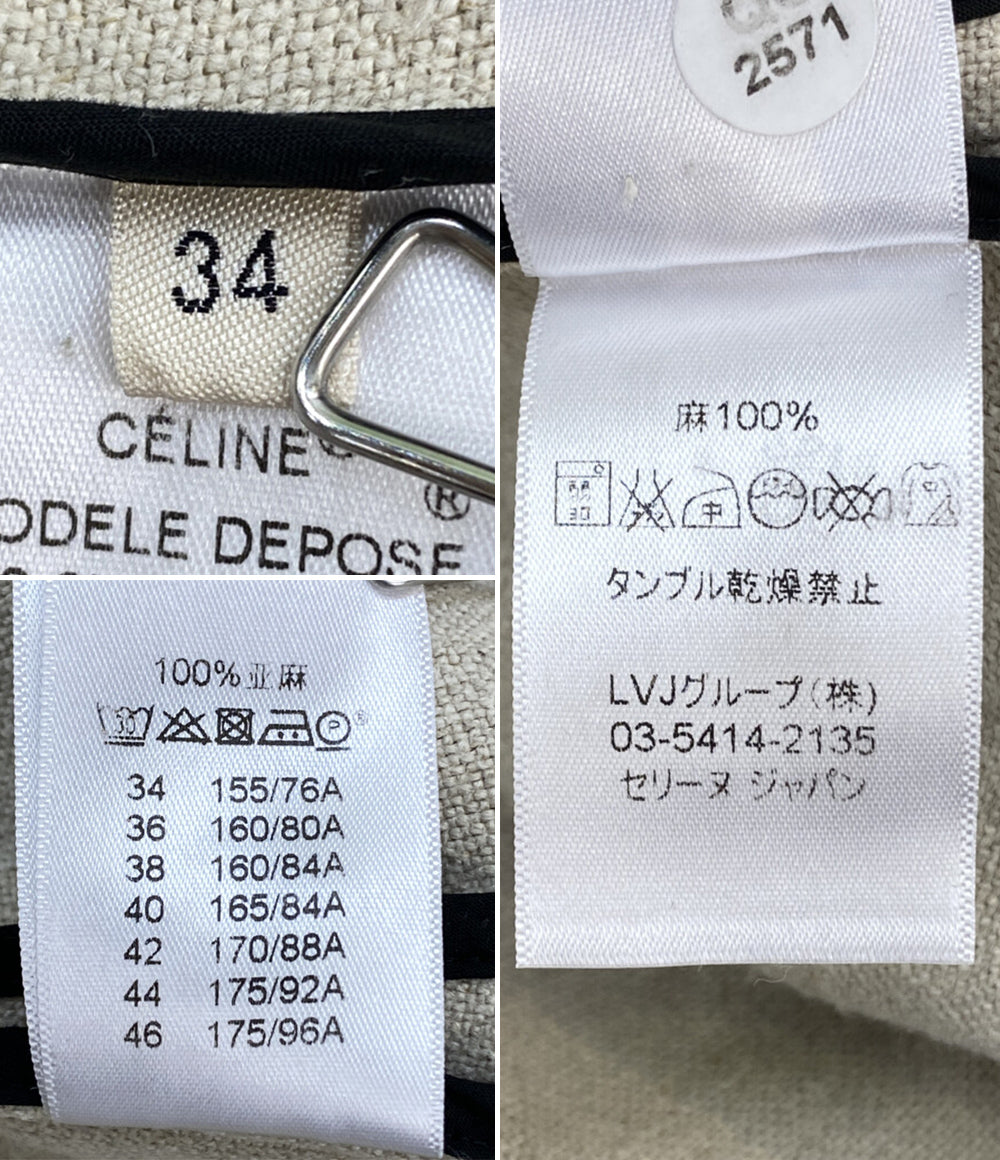 34
CÉLINE
®
ODELE DEPOSE
2571
麻100%
中
タンブル乾燥禁止
LVJグループ(株)
03-5414-2135
セリーヌ ジャパン
100%亚麻
30
P
34 155/76A
36 160/80A
38 160/84A
40 165/84A
42 170/88A
44 175/92A
46 175/96A